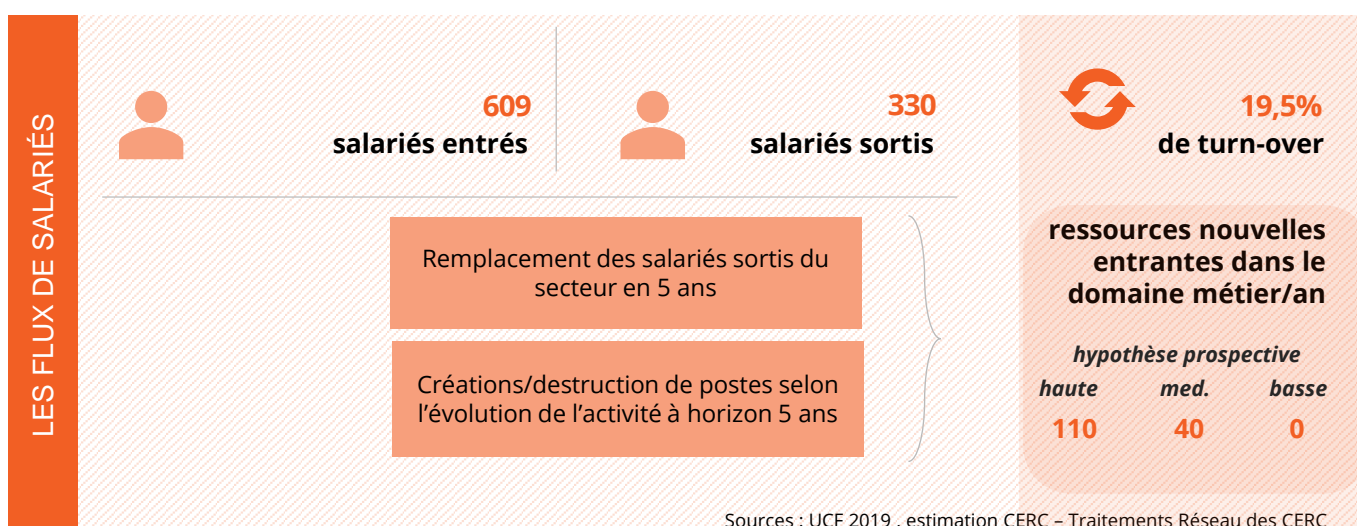 LES FLUX DE SALARIÉS
609
salariés entrés
330
salariés sortis
19,5%
de turn-over
Remplacement des salariés sortis du
secteur en 5 ans
Créations/destruction de postes selon
l'évolution de l'activité à horizon 5 ans
ressources nouvelles
entrantes dans le
domaine métier/an
hypothèse prospective
haute med. basse
110 40 0
Sources : UCF 2019 , estimation CERC – Traitements Réseau des CERC